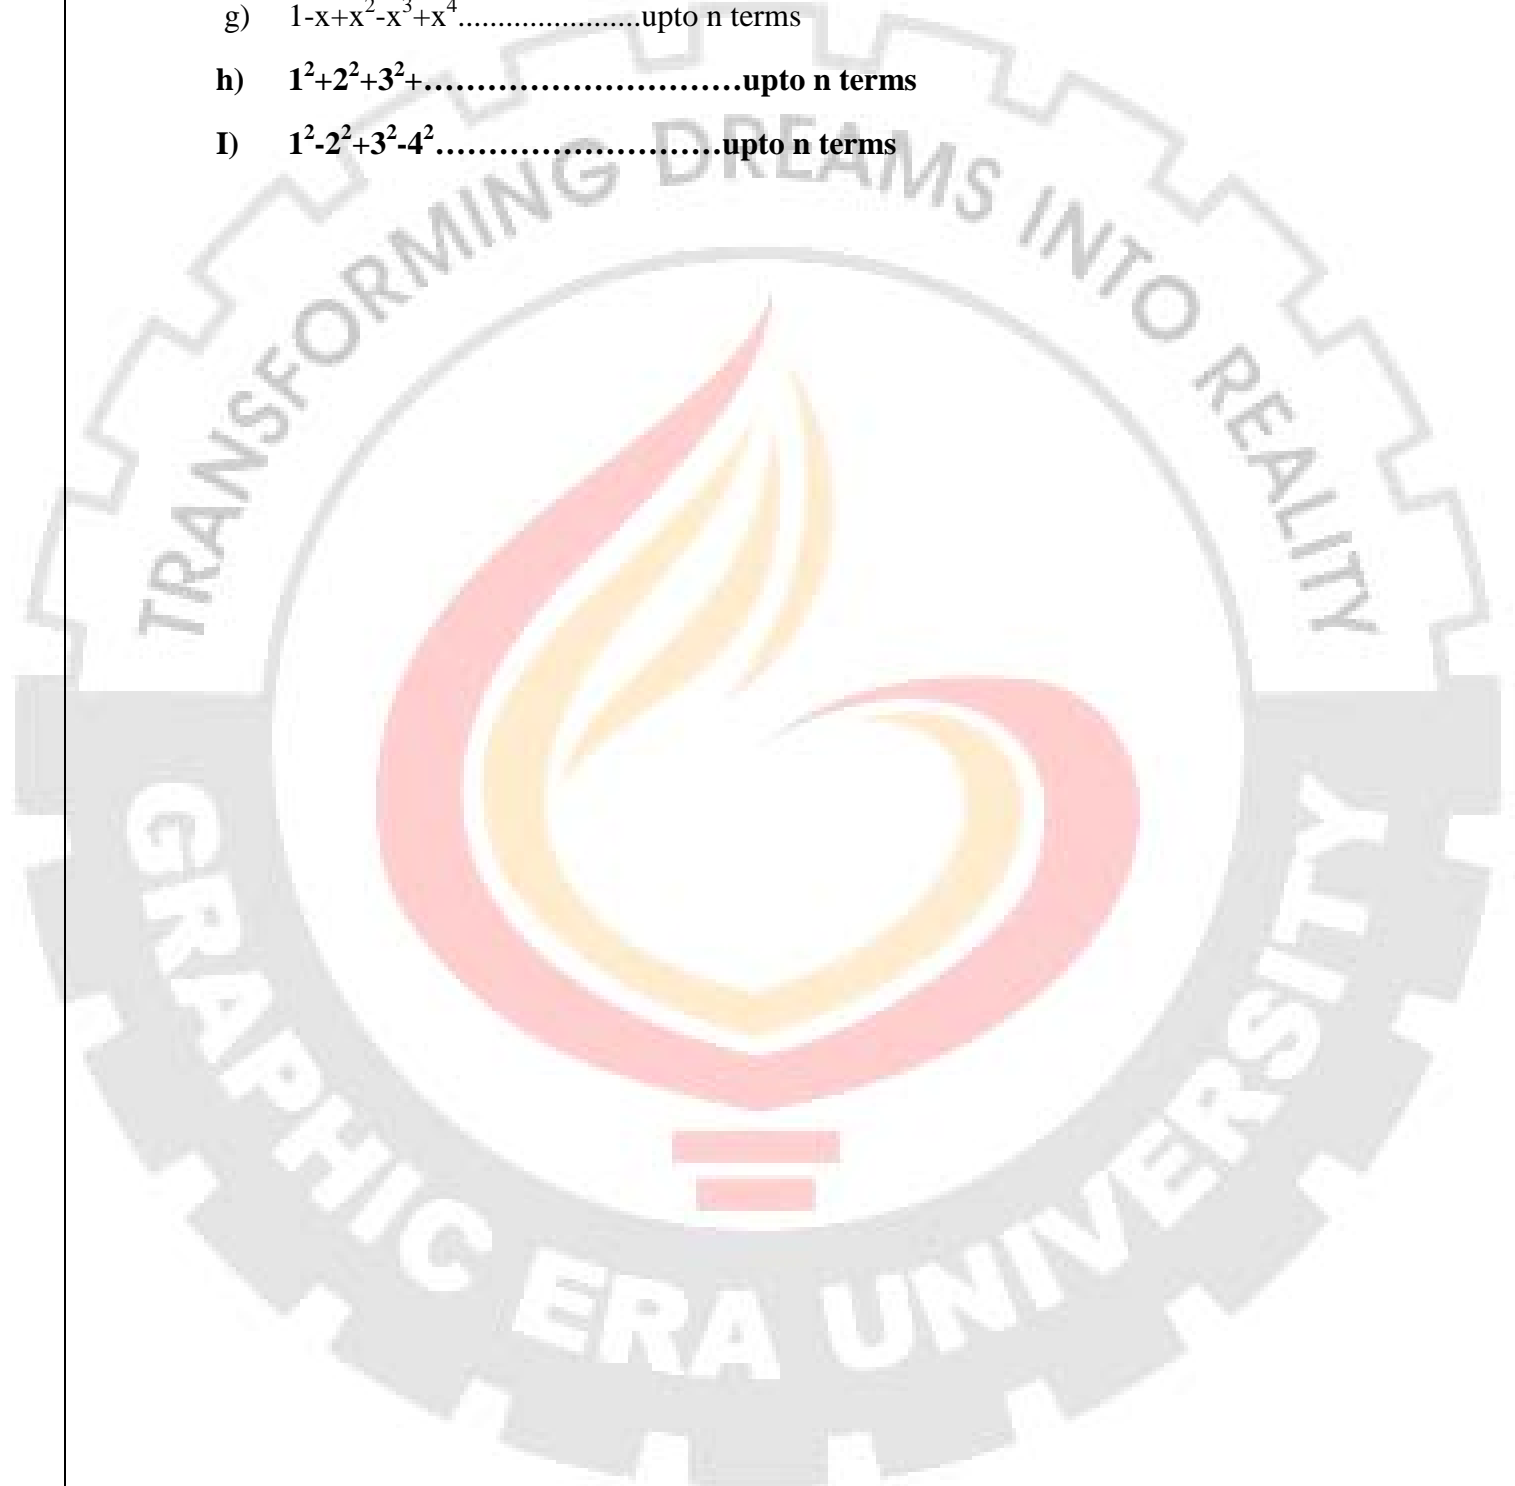 g) 1-x+x²-x³+x⁴.......................upto n terms
h) 1²+2²+3²+…………………………upto n terms
I) 1²-2²+3²-4²………………………upto n terms
TRANSFORMING DREAMS INTO REALITY
GRAPHIC ERA UNIVERSITY